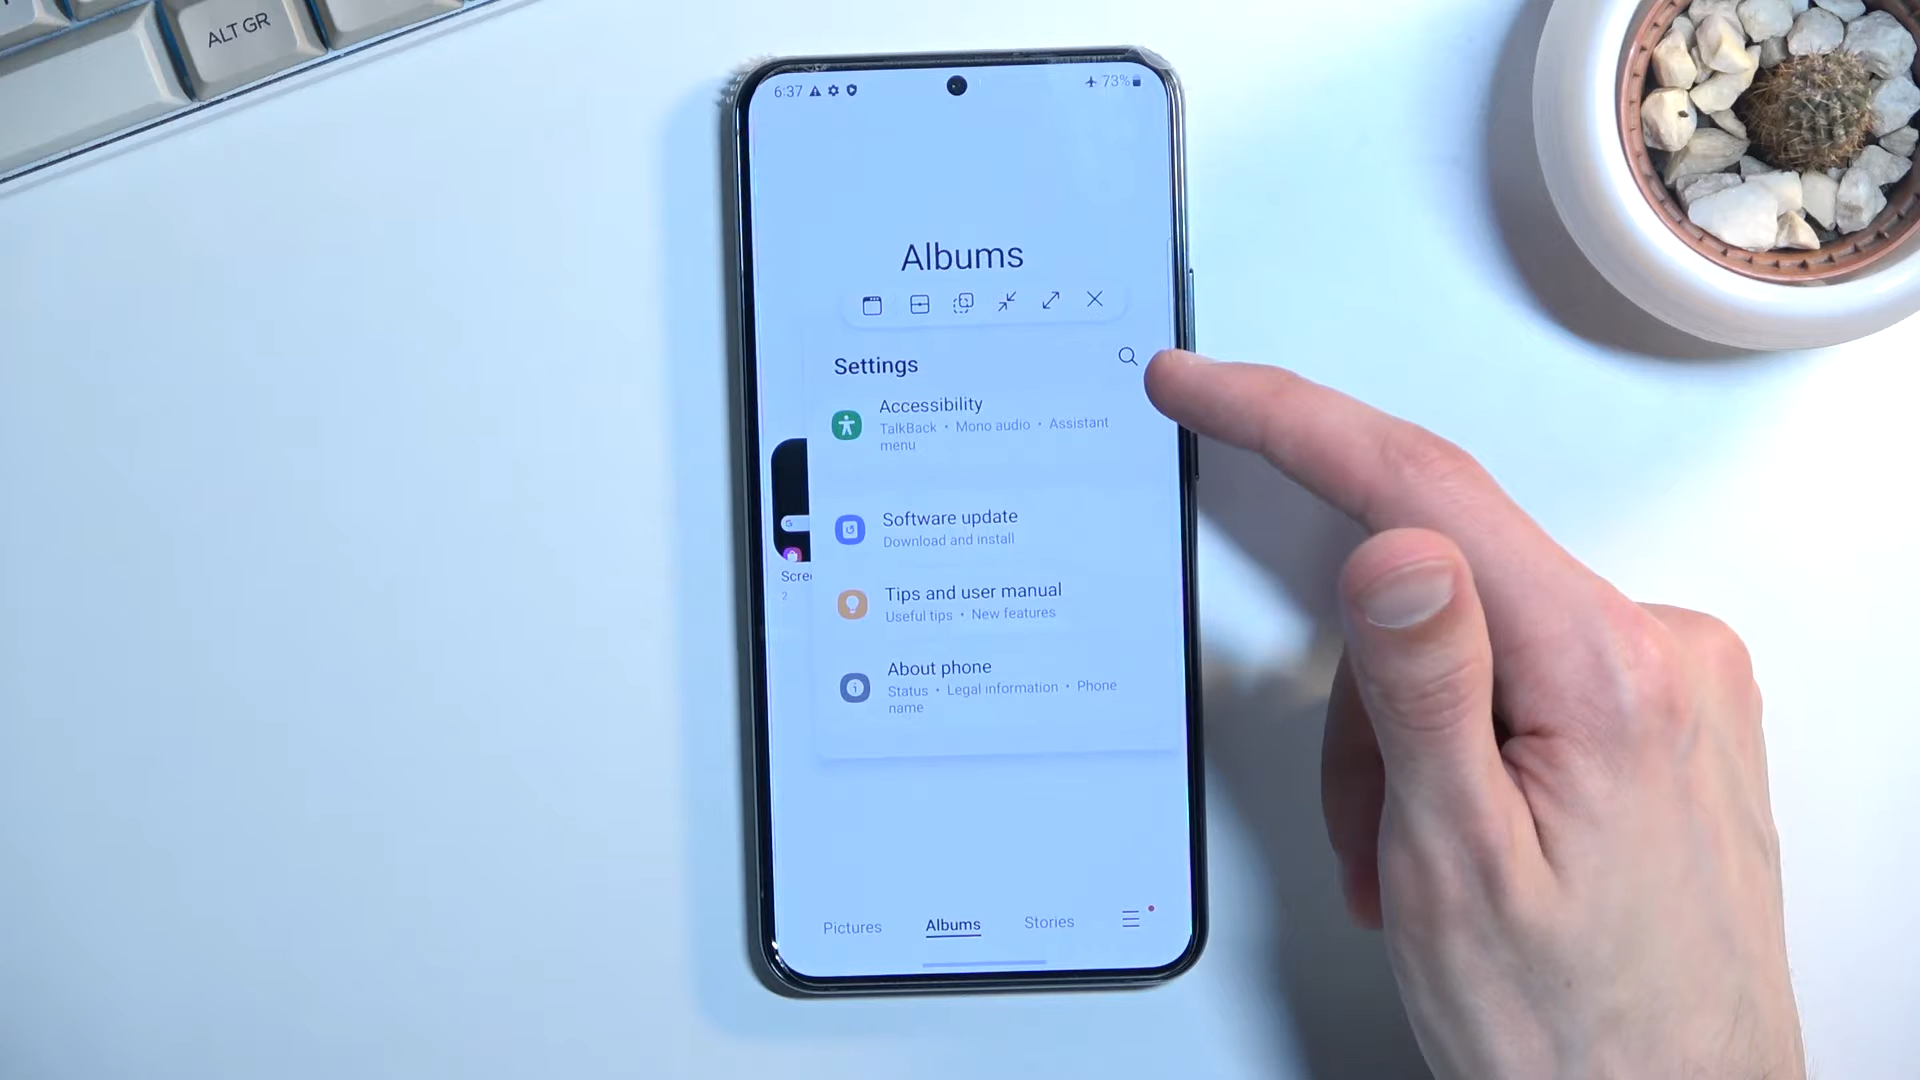 ALT GR
6:37
73%
Albums
Settings
Accessibility
TalkBack • Mono audio • Assistant
menu
Software update
Download and install
G
Scre
2
Tips and user manual
Useful tips • New features
About phone
Status • Legal information • Phone
name
Pictures
Albums
Stories